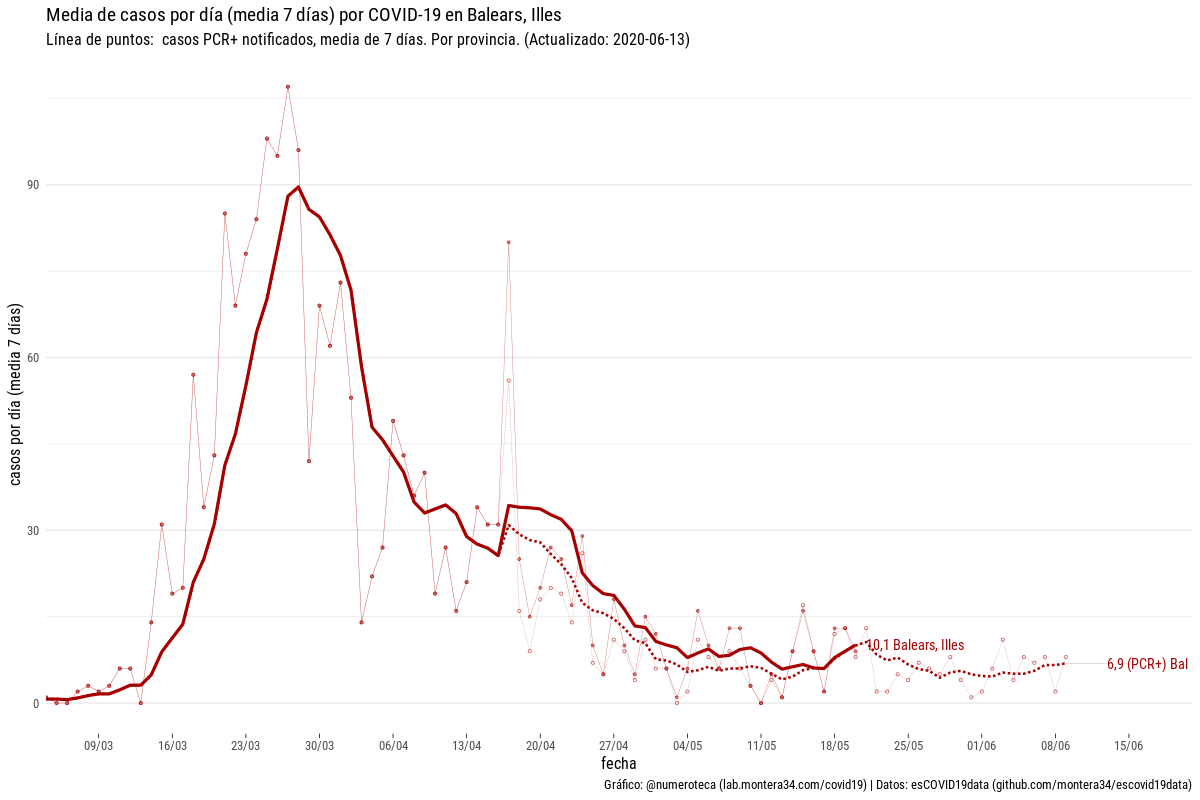 Media de casos por día (media 7 días) por COVID-19 en Balears, Illes
Línea de puntos:  casos PCR+ notificados, media de 7 días. Por provincia. (Actualizado: 2020-06-13)
casos por día (media 7 días)
90
60
30
0
10,1 Balears, Illes
6,9 (PCR+) Bal
09/03
16/03
23/03
30/03
06/04
13/04
20/04
27/04
04/05
11/05
18/05
25/05
01/06
08/06
15/06
fecha
Gráfico: @numeroteca (lab.montera34.com/covid19) | Datos: esCOVID19data (github.com/montera34/escovid19data)